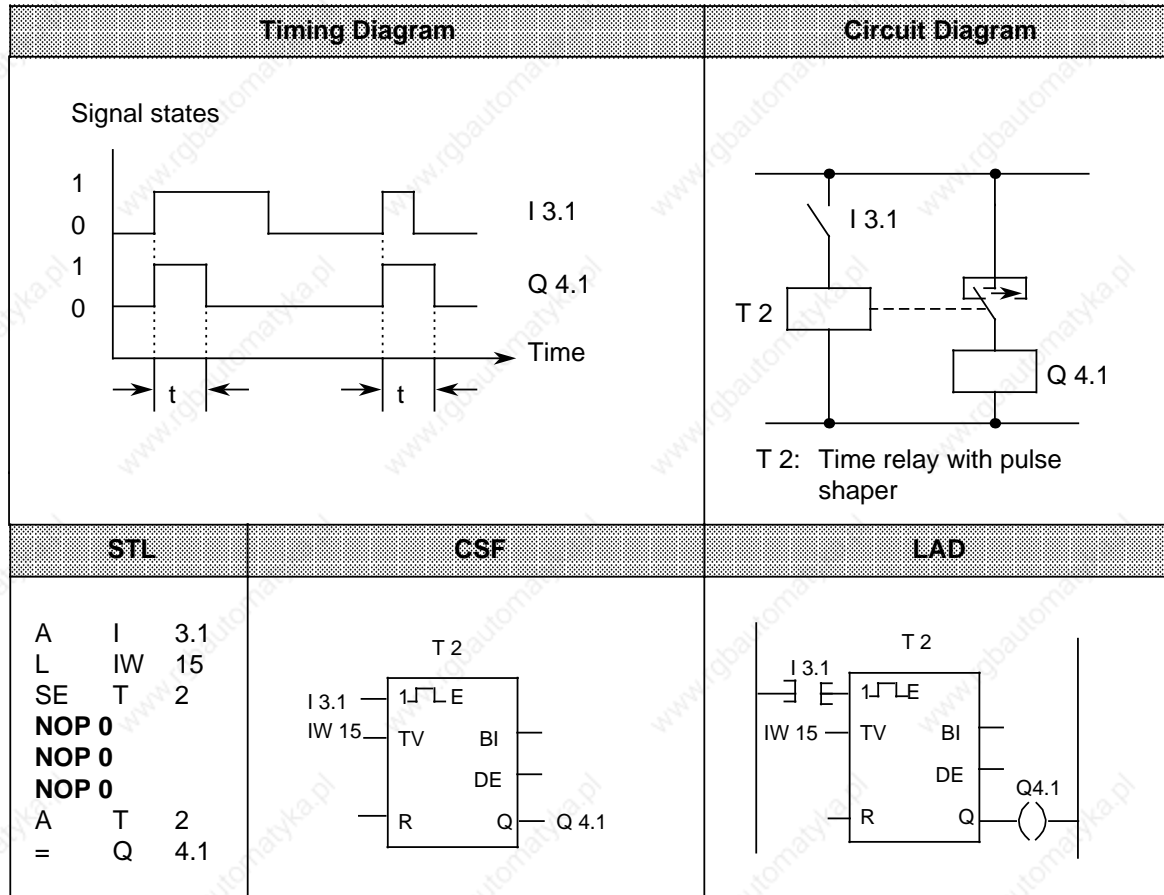 Timing Diagram
Circuit Diagram
Signal states
1
0
I 3.1
1
0
Q 4.1
Time
t
t
I 3.1
T 2
Q 4.1
T 2: Time relay with pulse
shaper
STL
CSF
LAD
A I 3.1
L IW 15
SE T 2
NOP 0
NOP 0
NOP 0
A T 2
= Q 4.1
T 2
I 3.1
1 E
IW 15
TV
BI
DE
R
Q
Q 4.1
T 2
I 3.1
1 E
IW 15
TV
BI
DE
Q4.1
R
Q
www.rgbautomatyka.pl